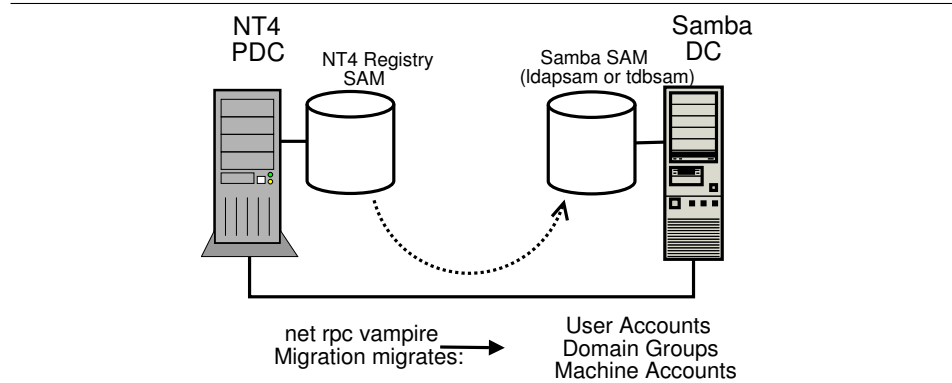 NT4
PDC
NT4 Registry
SAM
Samba SAM
(ldapsam or tdbsam)
Samba
DC
net rpc vampire
Migration migrates:
User Accounts
Domain Groups
Machine Accounts